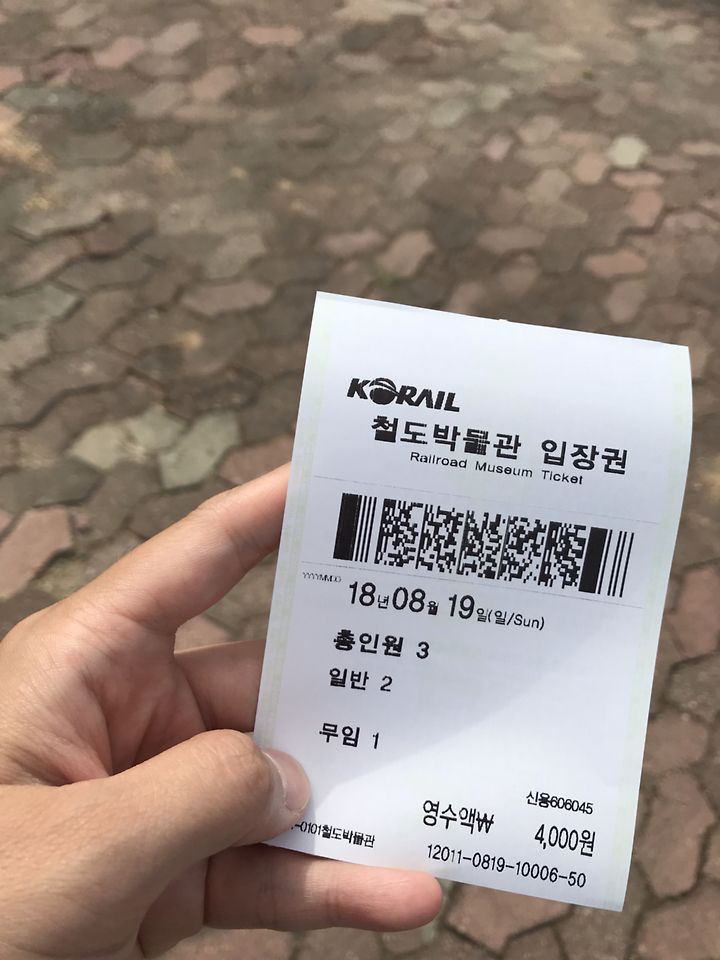 KORAIL
철도박물관 입장권
Railroad Museum Ticket
YYYYMMDD
18년 08월 19일(일/Sun)
총인원 3
일반 2
무임 1
신용606045
영수액₩ 4,000원
-0101철도박물관
12011-0819-10006-50